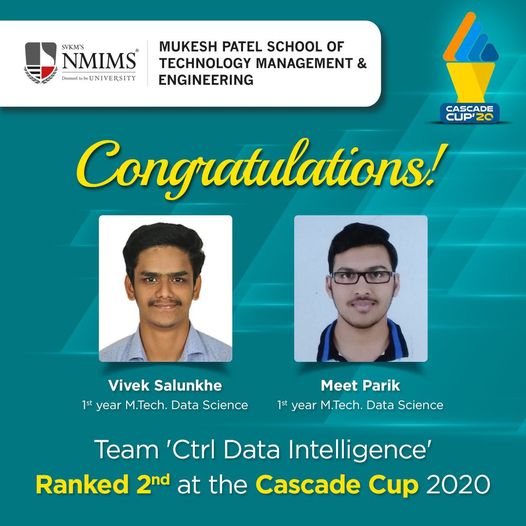 SVKM'S
NMIMS
Deemed to be UNIVERSITY
MUKESH PATEL SCHOOL OF
TECHNOLOGY MANAGEMENT &
ENGINEERING
CASCADE
CUP'20
Congratulations!
Vivek Salunkhe
1st year M.Tech. Data Science
Meet Parik
1st year M.Tech. Data Science
Team 'Ctrl Data Intelligence'
Ranked 2nd at the Cascade Cup 2020